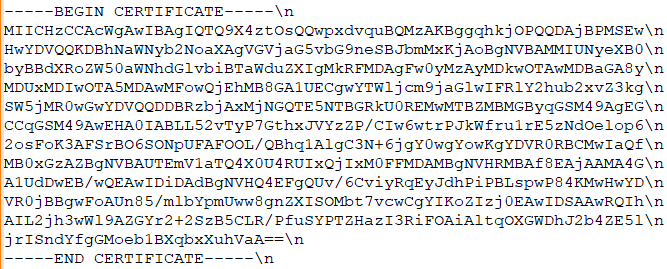 -----BEGIN CERTIFICATE-----\n
MIICHzCCAcWgAwIBAgIQTQ9X4ztOsQQwpxdvquBQMzAKBggqhkjOPQQDAjBPMSEw\n
HwYDVQQKDBhNaWNyb2NoaXAgVGVjaG5vbG9neSBJbmMxKjAoBgNVBAMMIUNyeXB0\n
byBBdXRoZW50aWNhdGlvbiBTaWduZXIgMkRFMDAgFw0yMzAyMDkwOTAwMDBaGA8y\n
MDUxMDIwOTA5MDAwMFowQjEhMB8GA1UECgwYTWljcm9jaGlwIFRlY2hub2xvZ3kg\n
SW5jMR0wGwYDVQQDDBRzbjAxMjNGQTE5NTBGRkU0REMwMTBZMBMGByqGSM49AgEG\n
CCqGSM49AwEHA0IABLL52vTyP7GthxJVYzZP/CIw6wtrPJkWfru1rE5zNdOelop6\n
2osFoK3AFSrBO6SONpUFAFOOL/QBhq1AlgC3N+6jgY0wgYowKgYDVR0RBCMwIaQf\n
MB0xGzAZBgNVBAUTEmV1aTQ4X0U4RUIxQjIxM0FFMDAMBgNVHRMBAf8EAjAAMA4G\n
A1UdDwEB/wQEAwIDiDAdBgNVHQ4EFgQUv/6CviyRqEyJdhPiPBLspwP84KMwHwYD\n
VR0jBBgwFoAUn85/mlbYpmUww8gnZXISOMbt7vcwCgYIKoZIzj0EAwIDSAAwRQIh\n
AIL2jh3wWl9AZGYr2+2SzB5CLR/PfuSYPTZHazI3RiFOAiAltqOXGWDhJ2b4ZE5l\n
jrISndYfgGMoeb1BXqbxXuhVaA==\n
-----END CERTIFICATE-----\n